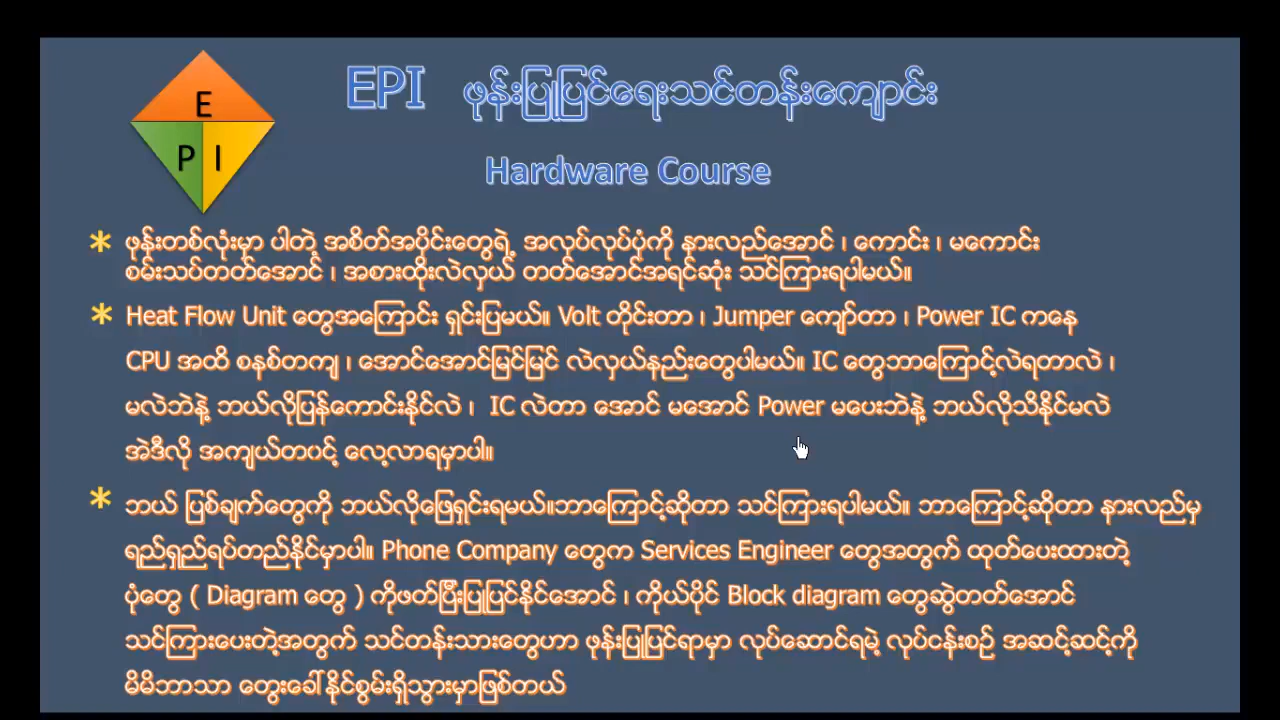 E
P I
EPI ဖုန်းပြုပြင်ရေးသင်တန်းကျောင်း
Hardware Course
* ဖုန်းတစ်လုံးမှာ ပါတဲ့ အစိတ်အပိုင်းတွေရဲ့ အလုပ်လုပ်ပုံကို နားလည်အောင် ၊ ကောင်း ၊ မကောင်း
စမ်းသပ်တတ်အောင် ၊ အစားထိုးလဲလှယ် တတ်အောင်အရင်ဆုံး သင်ကြားရပါမယ်။
* Heat Flow Unit တွေအကြောင်း ရှင်းပြမယ်။ Volt တိုင်းတာ ၊ Jumper ကျော်တာ ၊ Power IC ကနေ
CPU အထိ စနစ်တကျ ၊ အောင်အောင်မြင်မြင် လဲလှယ်နည်းတွေပါမယ်။ IC တွေဘာကြောင့်လဲရတာလဲ ၊
မလဲဘဲနဲ့ ဘယ်လိုပြန်ကောင်းနိုင်လဲ ၊ IC လဲတာ အောင် မအောင် Power မပေးဘဲနဲ့ ဘယ်လိုသိနိုင်မလဲ
အဲဒီလို အကျယ်တပင့် လေ့လာရမှာပါ။
* ဘယ် ပြစ်ချက်တွေကို ဘယ်လိုဖြေရှင်းရမယ်။ဘာကြောင့်ဆိုတာ သင်ကြားရပါမယ်။ ဘာကြောင့်ဆိုတာ နားလည်မှ
ရည်ရှည်ရပ်တည်နိုင်မှာပါ။ Phone Company တွေက Services Engineer တွေအတွက် ထုတ်ပေးထားတဲ့
ပုံတွေ ( Diagram တွေ ) ကိုဖတ်ပြီးပြုပြင်နိုင်အောင် ၊ ကိုယ်ပိုင် Block diagram တွေဆွဲတတ်အောင်
သင်ကြားပေးတဲ့အတွက် သင်တန်းသားတွေဟာ ဖုန်းပြုပြင်ရာမှာ လုပ်ဆောင်ရမဲ့ လုပ်ငန်းစဉ် အဆင့်ဆင့်ကို
မိမိဘာသာ တွေးခေါ်နိုင်စွမ်းရှိသွားမှာဖြစ်တယ်